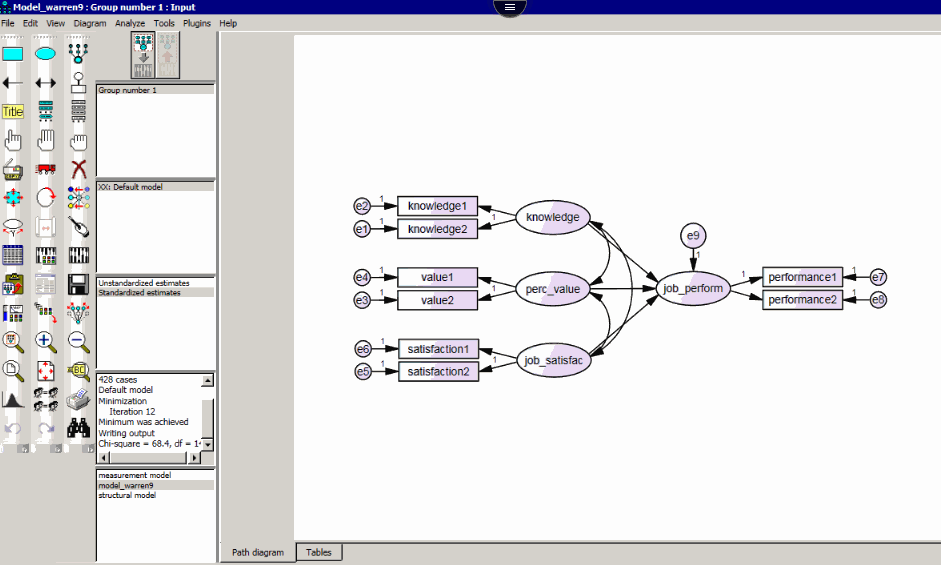 Model_warren9 : Group number 1 : Input
File Edit View Diagram Analyze Tools Plugins Help
Title
Group number 1
XX: Default model
Unstandardized estimates
Standardized estimates
428 cases
Default model
Minimization
Iteration 12
Minimum was achieved
Writing output
Chi-square = 68.4, df = 14
measurement model
model_warren9
structural model
e2 1 knowledge1
e1 1 knowledge2
1 knowledge
e4 1 value1
e3 1 value2
1 perc_value
e6 1 satisfaction1
e5 1 satisfaction2
1 job_satisfac
e9
1
job_perform
1 performance1 1 e7
performance2 1 e8
Path diagram Tables